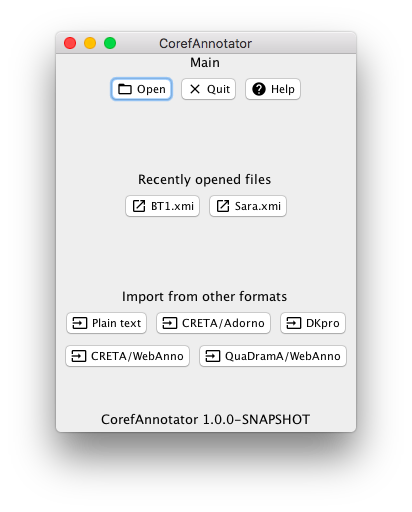 CorefAnnotator
Main
Open Quit Help
Recently opened files
BT1.xmi Sara.xmi
Import from other formats
Plain text CRETA/Adorno DKpro
CRETA/WebAnno QuaDramA/WebAnno
CorefAnnotator 1.0.0-SNAPSHOT